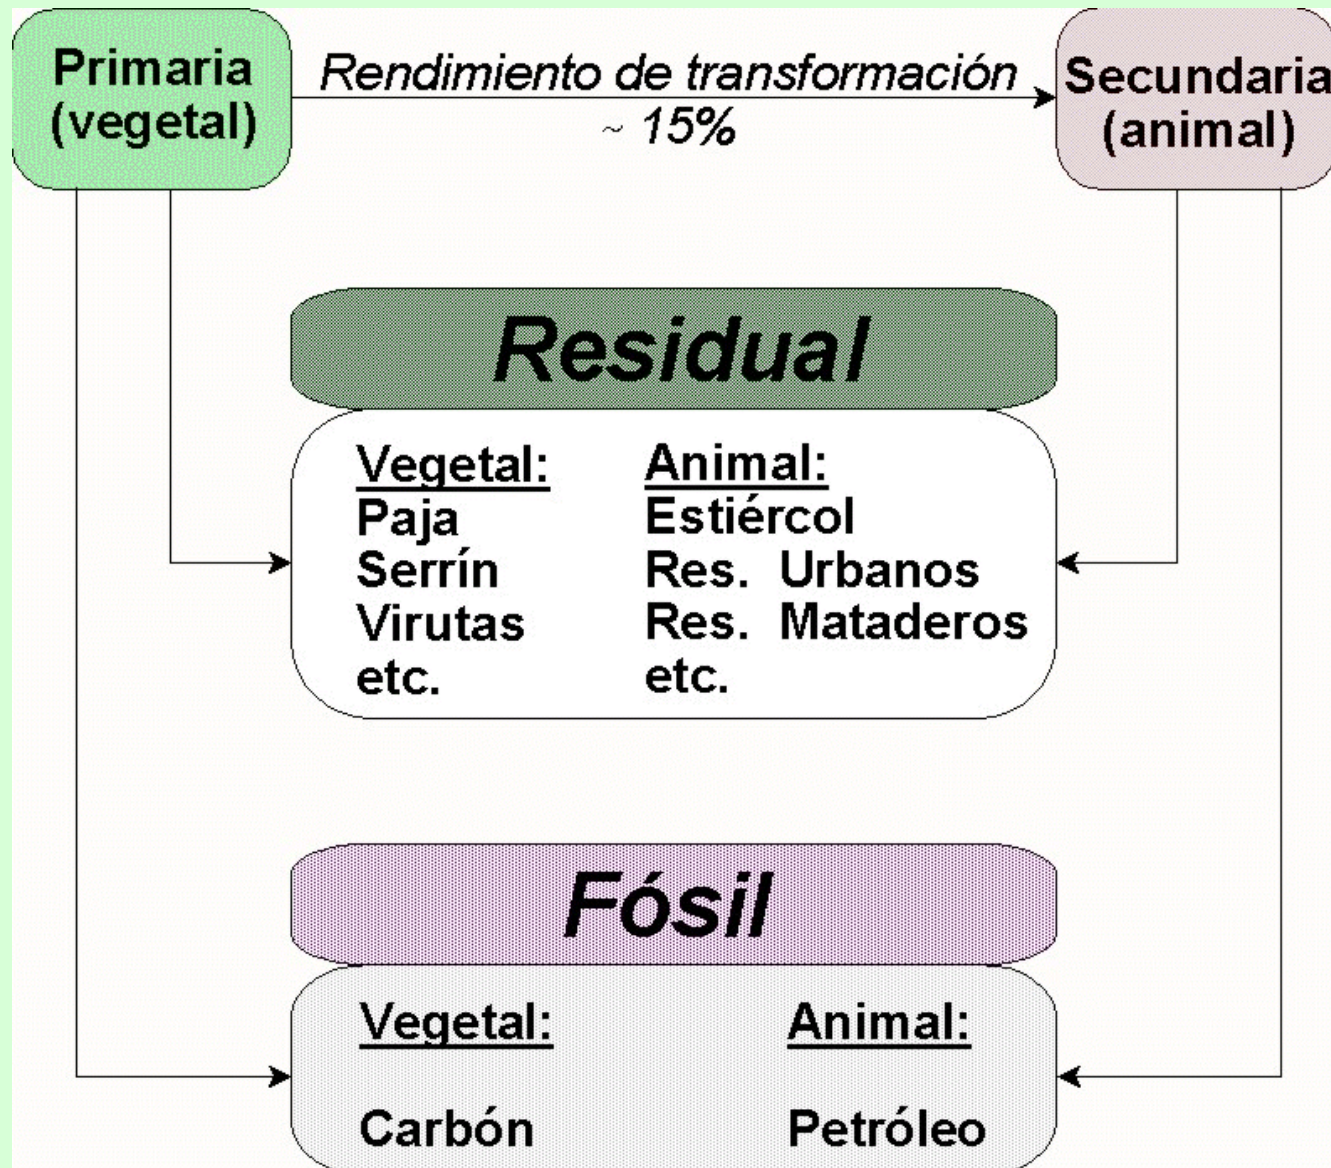 Primaria
(vegetal)
Rendimiento de transformación
~ 15%
Secundaria
(animal)
Residual
Vegetal:
Paja
Serrín
Virutas
etc.
Animal:
Estiércol
Res. Urbanos
Res. Mataderos
etc.
Fósil
Vegetal:
Carbón
Animal:
Petróleo